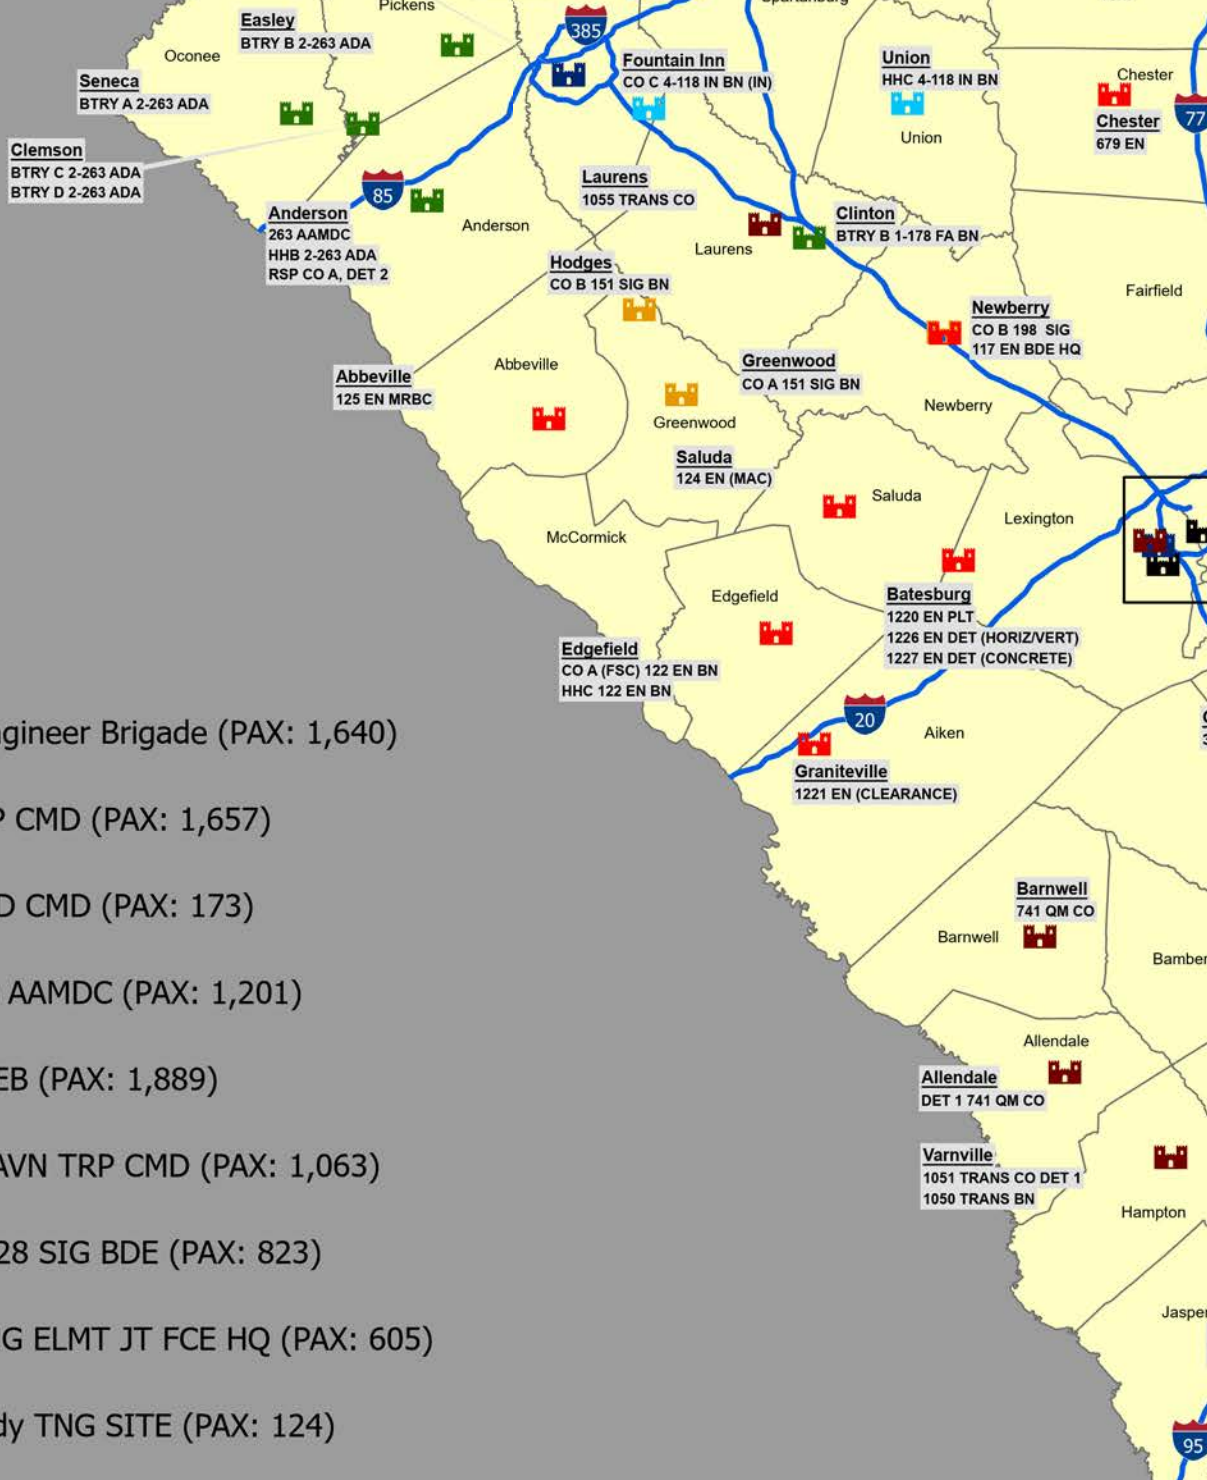 Pickens
Spartanburg
Easley
BTRY B 2-263 ADA
385
Oconee
Fountain Inn
CO C 4-118 IN BN (IN)
Union
HHC 4-118 IN BN
Union
Chester
Chester
679 EN
77
Seneca
BTRY A 2-263 ADA
Clemson
BTRY C 2-263 ADA
BTRY D 2-263 ADA
85
Anderson
263 AAMDC
HHB 2-263 ADA
RSP CO A, DET 2
Anderson
Laurens
1055 TRANS CO
Laurens
Clinton
BTRY B 1-178 FA BN
Hodges
CO B 151 SIG BN
Fairfield
Newberry
CO B 198 SIG
117 EN BDE HQ
Abbeville
Abbeville
125 EN MRBC
Greenwood
CO A 151 SIG BN
Greenwood
Newberry
Saluda
124 EN (MAC)
Saluda
Lexington
McCormick
Edgefield
Batesburg
1220 EN PLT
1226 EN DET (HORIZ/VERT)
1227 EN DET (CONCRETE)
Edgefield
CO A (FSC) 122 EN BN
HHC 122 EN BN
20
Aiken
Graniteville
1221 EN (CLEARANCE)
gineer Brigade (PAX: 1,640)
P CMD (PAX: 1,657)
D CMD (PAX: 173)
AAMDC (PAX: 1,201)
EB (PAX: 1,889)
AVN TRP CMD (PAX: 1,063)
28 SIG BDE (PAX: 823)
G ELMT JT FCE HQ (PAX: 605)
dy TNG SITE (PAX: 124)
Barnwell
741 QM CO
Barnwell
Bamber
Allendale
Allendale
DET 1 741 QM CO
Varnville
1051 TRANS CO DET 1
1050 TRANS BN
Hampton
Jasper
95